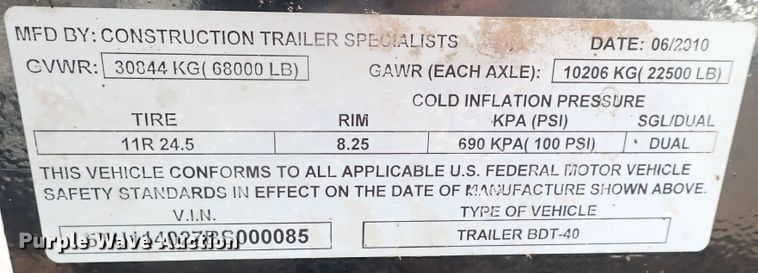 MFD BY: CONSTRUCTION TRAILER SPECIALISTS DATE: 06/2010
GVWR: 30844 KG( 68000 LB) GAWR (EACH AXLE): 10206 KG( 22500 LB)
COLD INFLATION PRESSURE
TIRE RIM KPA (PSI) SGL/DUAL
11R 24.5 8.25 690 KPA( 100 PSI) DUAL
THIS VEHICLE CONFORMS TO ALL APPLICABLE U.S. FEDERAL MOTOR VEHICLE
SAFETY STANDARDS IN EFFECT ON THE DATE OF MANUFACTURE SHOWN ABOVE.
V.I.N. TYPE OF VEHICLE
TRAILER BDT-40
Purple Wave Auction